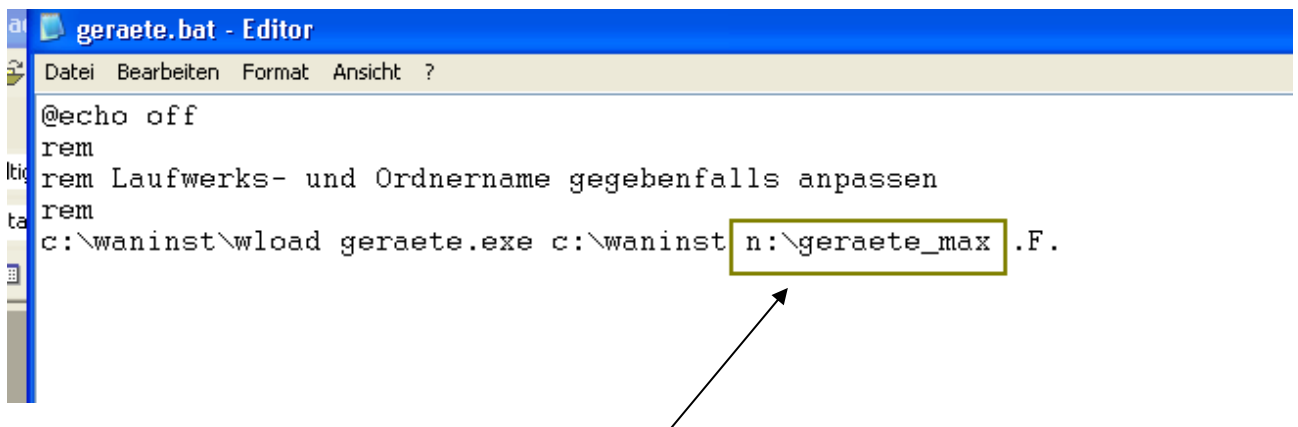 geraete.bat - Editor
Datei Bearbeiten Format Ansicht ?
@echo off
rem
rem Laufwerks- und Ordnername gegebenfalls anpassen
rem
c:\waninst\wload geraete.exe c:\waninst n:\geraete_max .F.